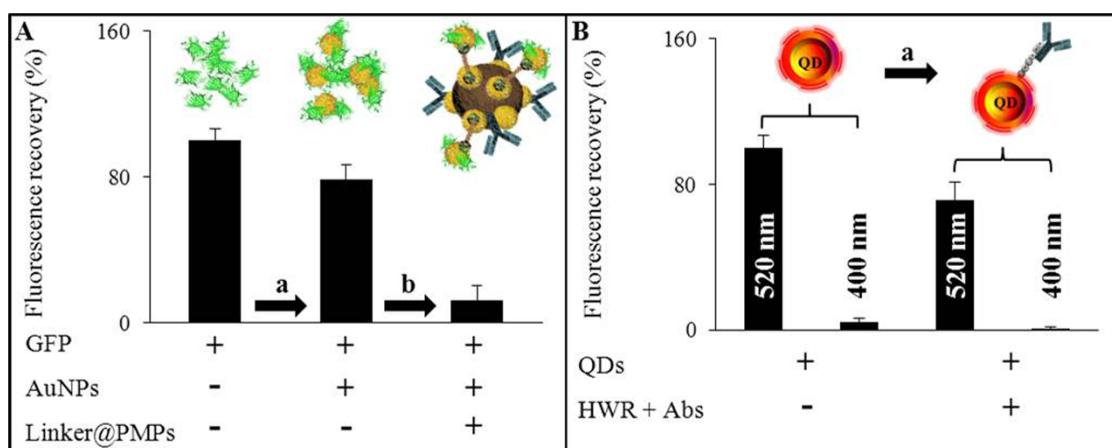 A
160
80
0
Fluorescence recovery (%)
a
b
GFP + + +
AuNPs - + +
Linker@PMPs - - +
B
160
80
0
Fluorescence recovery (%)
QD
a
QD
520 nm
400 nm
520 nm
400 nm
QDs + +
HWR + Abs - +